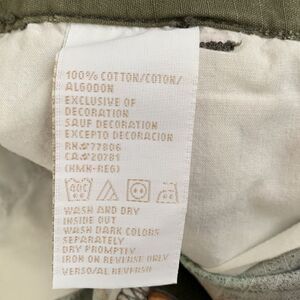 100% COTTON/COTON/
ALGODON
EXCLUSIVE OF
DECORATION
SAUF DECORATION
EXCEPTO DECORACION
RN#77806
CA#20781
(HMK-REG)
WASH AND DRY
INSIDE OUT
WASH DARK COLORS
SEPARATELY
DRY PROMPTLY
IRON ON REVERSE ONLY
VERSO/AL REVERSO